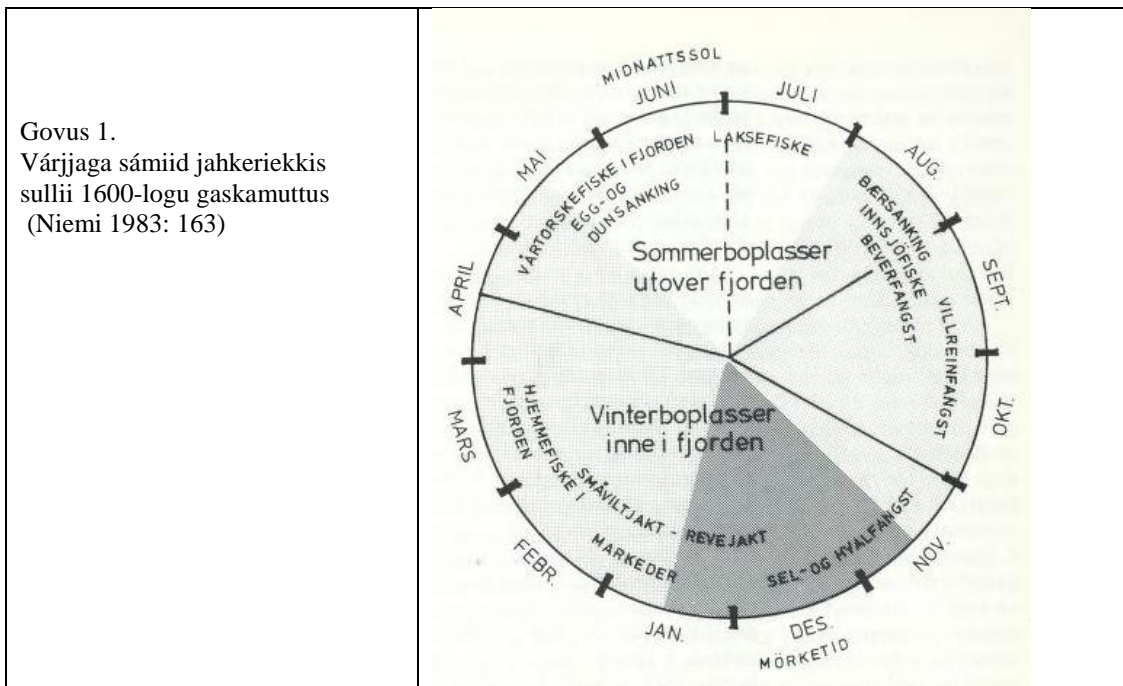 Govus 1.
Várjjaga sámiid jahkeriekkis
sullii 1600-logu gaskamuttus
(Niemi 1983: 163)
MIDNATTSSOL
JUNI
JULI
AUG.
SEPT.
OKT.
NOV.
DES.
MÖRKETID
JAN.
FEBR.
MARS
APRIL
MAI
VÅRTORSKEFISKE I FJORDEN
EGG-OG
DUNSANKING
LAKSEFISKE
BÆRSANKING
INNSJÖFISKE
BEVERFANGST
VILLREINFANGST
Sommerboplasser
utover fjorden
Vinterboplasser
inne i fjorden
HJEMMEFISKE I
FJORDEN
SMÅVILTJAKT - REVEJAKT
MARKEDER
SEL-OG HVALFANGST